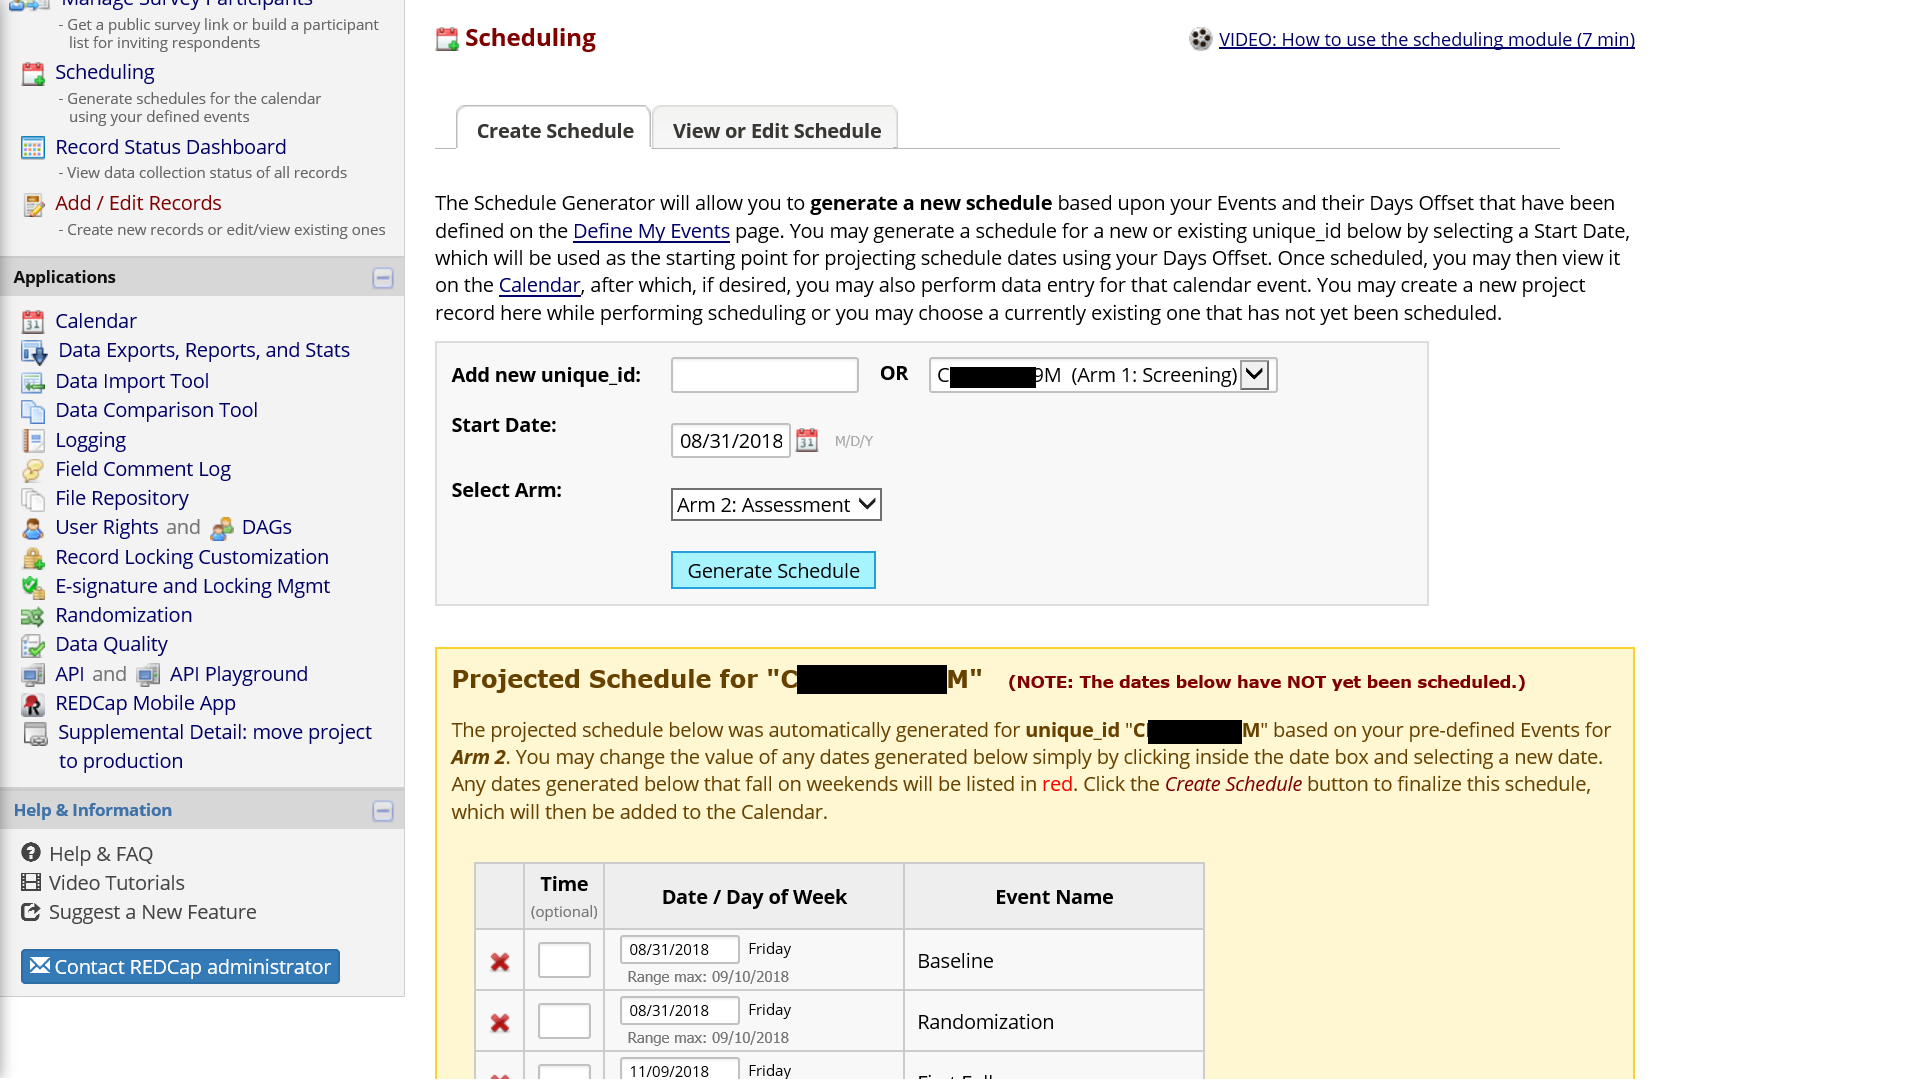 Manage Survey Participants
- Get a public survey link or build a participant
list for inviting respondents
Scheduling
- Generate schedules for the calendar
using your defined events
Record Status Dashboard
- View data collection status of all records
Add / Edit Records
- Create new records or edit/view existing ones
Applications
Calendar
Data Exports, Reports, and Stats
Data Import Tool
Data Comparison Tool
Logging
Field Comment Log
File Repository
User Rights and DAGs
Record Locking Customization
E-signature and Locking Mgmt
Randomization
Data Quality
API and API Playground
REDCap Mobile App
Supplemental Detail: move project
to production
Help & Information
Help & FAQ
Video Tutorials
Suggest a New Feature
Contact REDCap administrator
Scheduling
VIDEO: How to use the scheduling module (7 min)
Create Schedule
View or Edit Schedule
The Schedule Generator will allow you to generate a new schedule based upon your Events and their Days Offset that have been
defined on the Define My Events page. You may generate a schedule for a new or existing unique_id below by selecting a Start Date,
which will be used as the starting point for projecting schedule dates using your Days Offset. Once scheduled, you may then view it
on the Calendar, after which, if desired, you may also perform data entry for that calendar event. You may create a new project
record here while performing scheduling or you may choose a currently existing one that has not yet been scheduled.
Add new unique_id: OR C 9M (Arm 1: Screening)
Start Date: 08/31/2018 31 M/D/Y
Select Arm: Arm 2: Assessment
Generate Schedule
Projected Schedule for "C M" (NOTE: The dates below have NOT yet been scheduled.)
The projected schedule below was automatically generated for unique_id "C M" based on your pre-defined Events for
Arm 2. You may change the value of any dates generated below simply by clicking inside the date box and selecting a new date.
Any dates generated below that fall on weekends will be listed in red. Click the Create Schedule button to finalize this schedule,
which will then be added to the Calendar.
Time
(optional)
Date / Day of Week
Event Name
08/31/2018 Friday
Range max: 09/10/2018
Baseline
08/31/2018 Friday
Range max: 09/10/2018
Randomization
11/09/2018 Friday